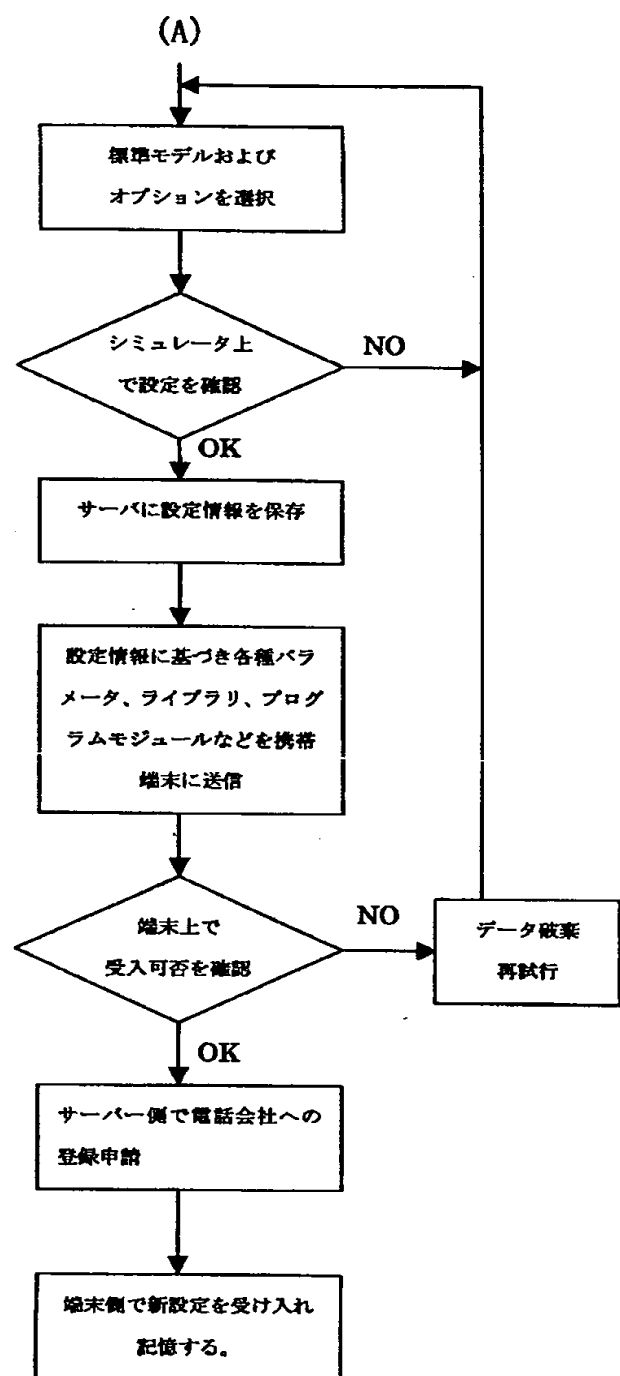 (A)
標準モデルおよび
オプションを選択
シミュレータ上
で設定を確認
NO
OK
サーバに設定情報を保存
設定情報に基づき各種パラ
メータ、ライブラリ、プログ
ラムモジュールなどを携帯
端末に送信
端末上で
受入可否を確認
NO
データ破棄
再試行
OK
サーバー側で電話会社への
登録申請
端末側で新設定を受け入れ
記憶する。